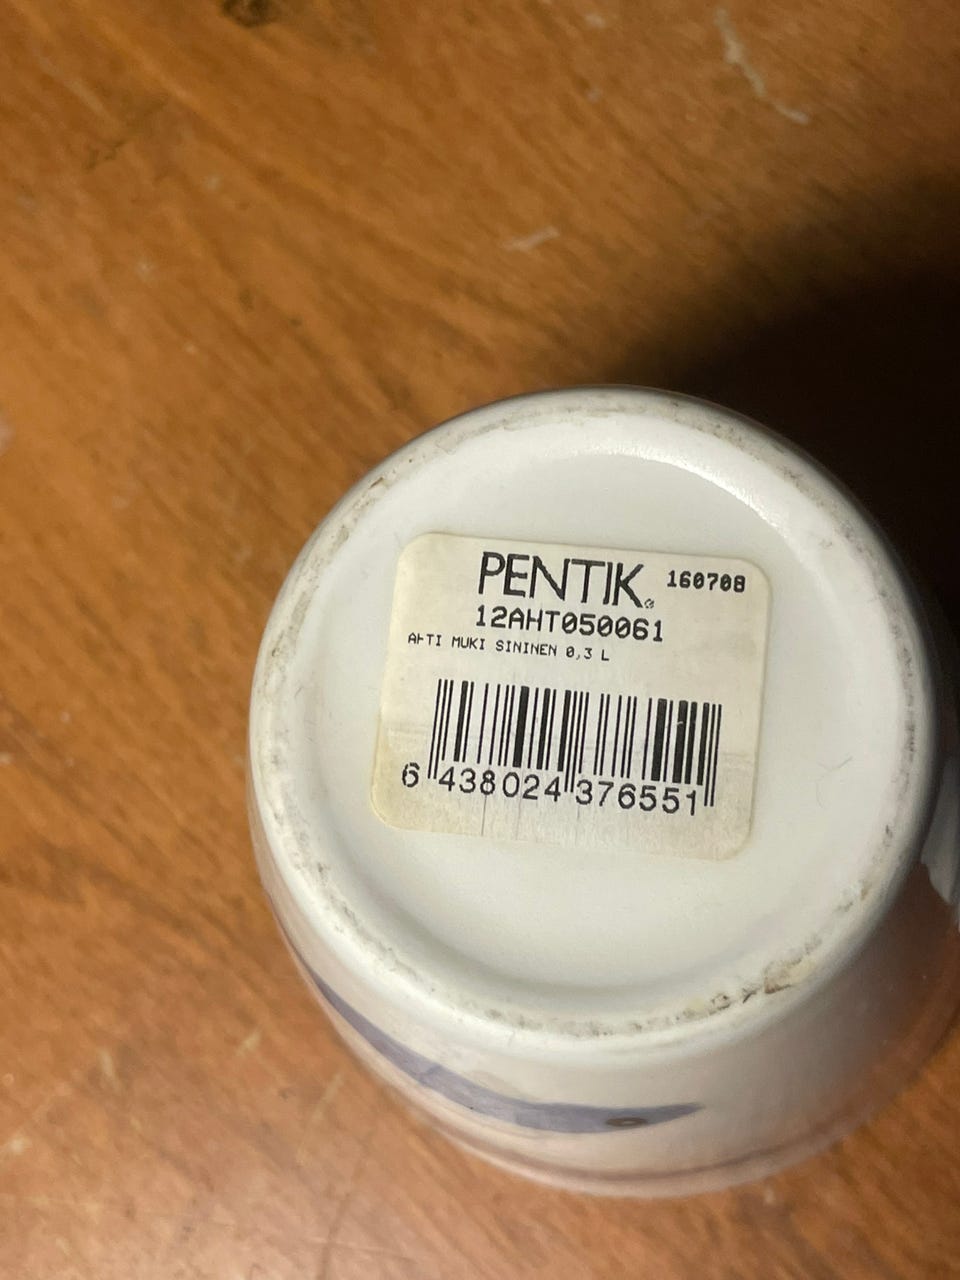 PENTIK® 160708
12AHT050061
AHTI MUKI SININEN 0,3 L
6 438024 376551